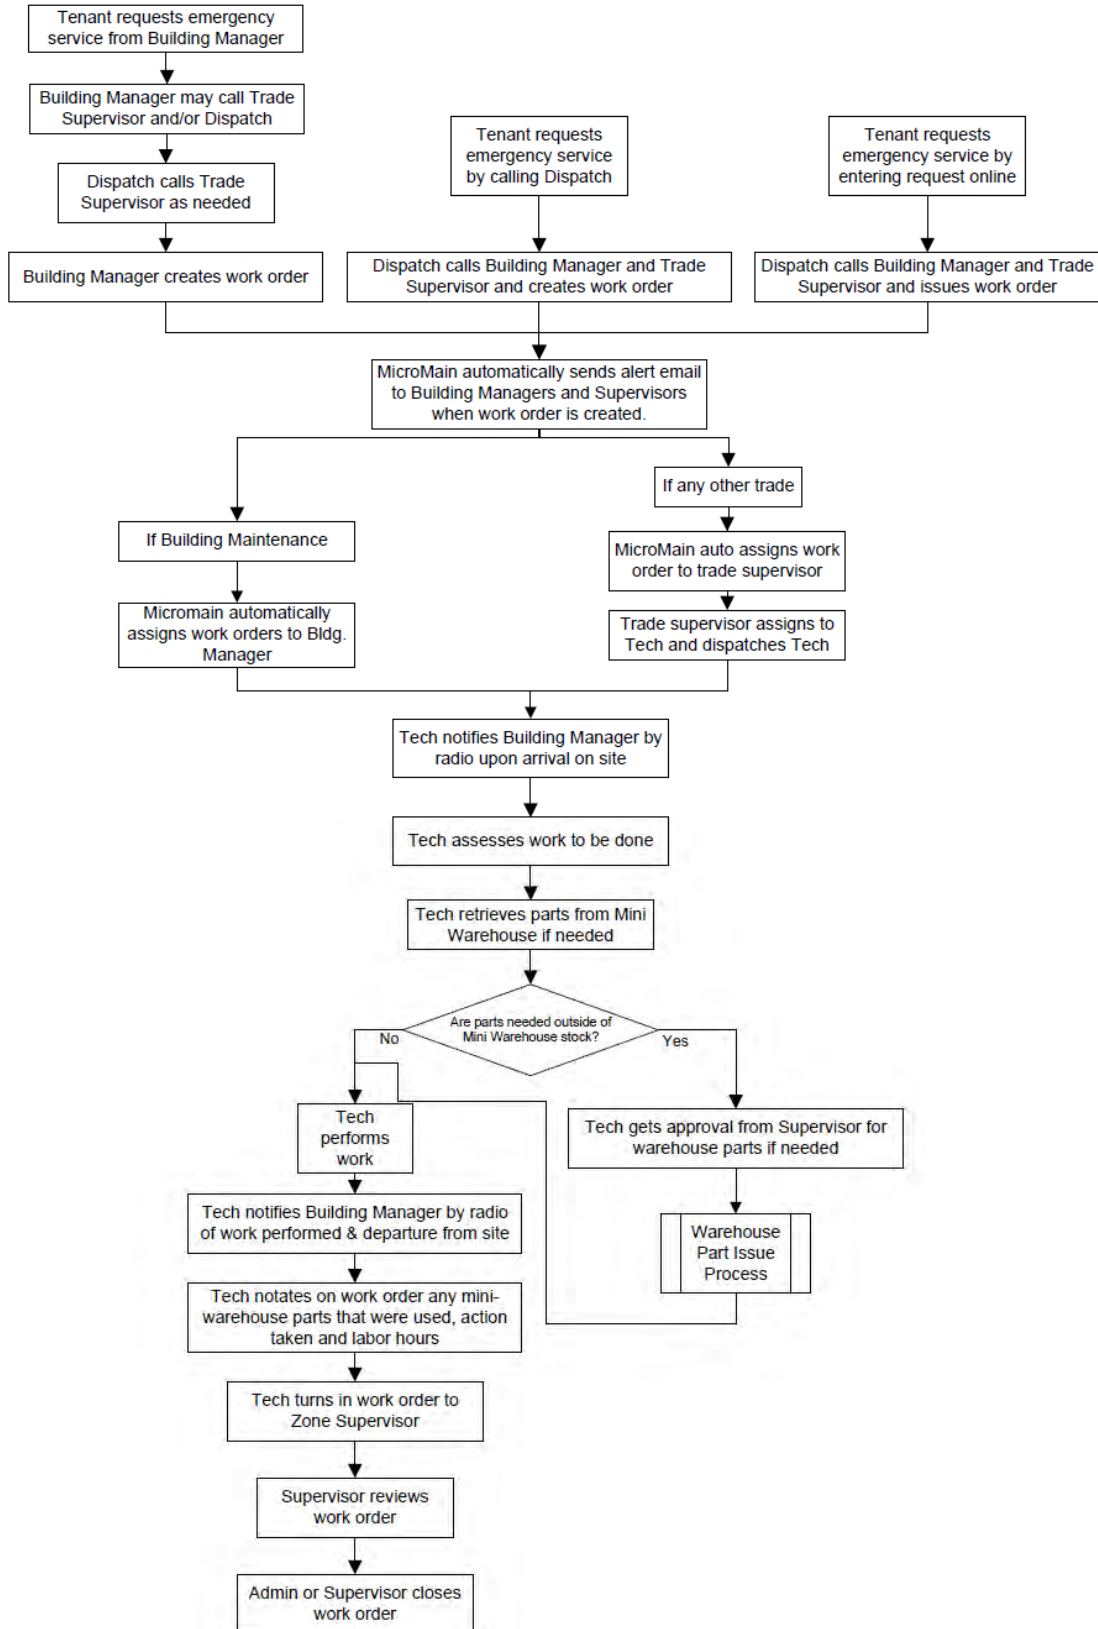 Tenant requests emergency
service from Building Manager
Building Manager may call Trade
Supervisor and/or Dispatch
Dispatch calls Trade
Supervisor as needed
Building Manager creates work order
Tenant requests
emergency service
by calling Dispatch
Dispatch calls Building Manager and Trade
Supervisor and creates work order
Tenant requests
emergency service by
entering request online
Dispatch calls Building Manager and Trade
Supervisor and issues work order
MicroMain automatically sends alert email
to Building Managers and Supervisors
when work order is created.
If Building Maintenance
Micromain automatically
assigns work orders to Bldg.
Manager
If any other trade
MicroMain auto assigns work
order to trade supervisor
Trade supervisor assigns to
Tech and dispatches Tech
Tech notifies Building Manager by
radio upon arrival on site
Tech assesses work to be done
Tech retrieves parts from Mini
Warehouse if needed
Are parts needed outside of
Mini Warehouse stock?
No
Yes
Tech
performs
work
Tech gets approval from Supervisor for
warehouse parts if needed
Warehouse
Part Issue
Process
Tech notifies Building Manager by radio
of work performed & departure from site
Tech notates on work order any mini-
warehouse parts that were used, action
taken and labor hours
Tech turns in work order to
Zone Supervisor
Supervisor reviews
work order
Admin or Supervisor closes
work order